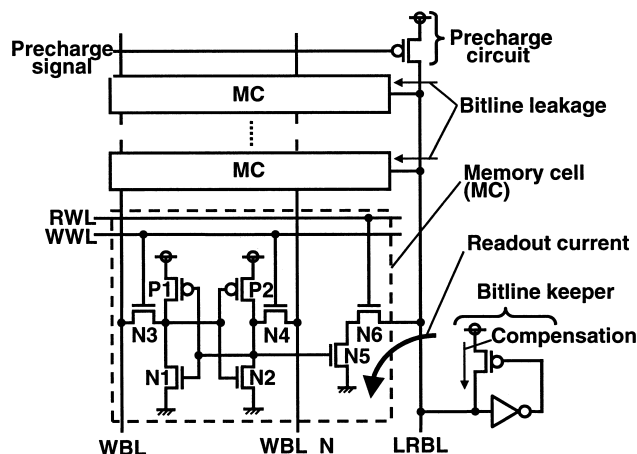 Precharge
signal
Precharge
circuit
MC
Bitline leakage
MC
Memory cell
(MC)
RWL
WWL
Readout current
P1
P2
Bitline keeper
N3
N4
N6
Compensation
N5
N1
N2
WBL
WBL N
LRBL